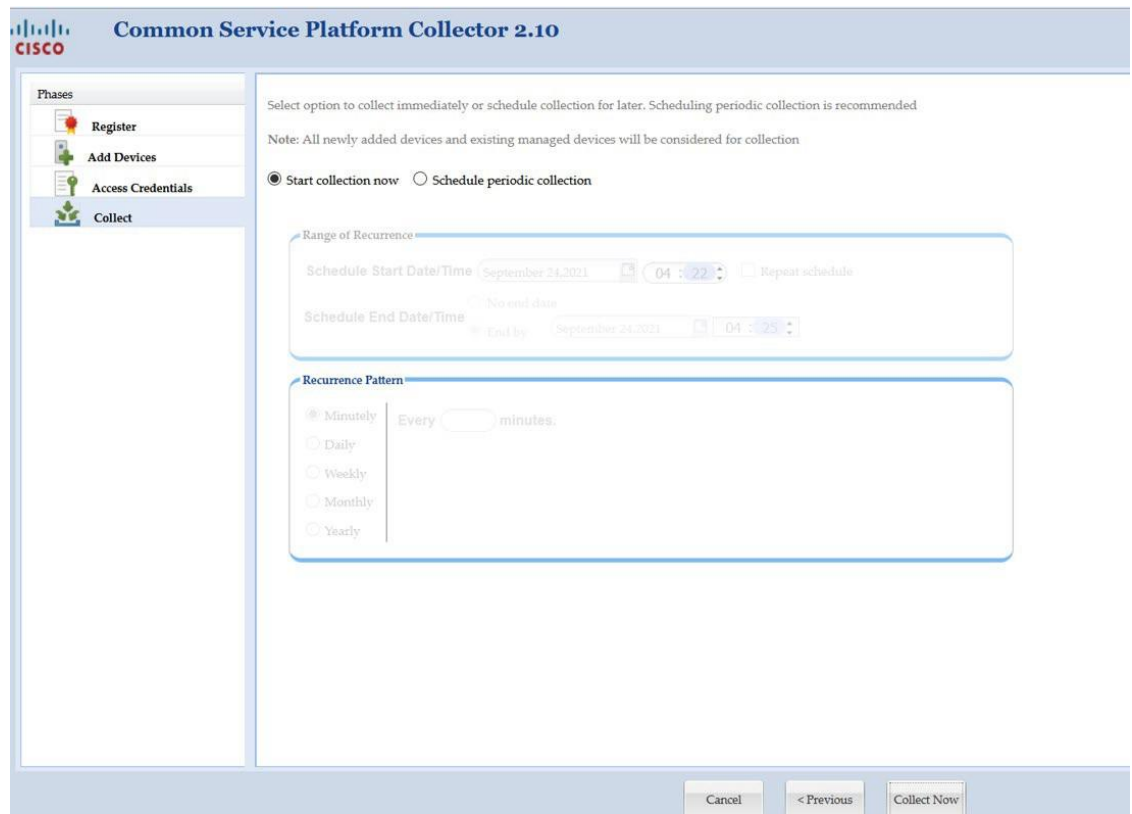 CISCO
Common Service Platform Collector 2.10
Phases
Register
Add Devices
Access Credentials
Collect
Select option to collect immediately or schedule collection for later. Scheduling periodic collection is recommended
Note: All newly added devices and existing managed devices will be considered for collection
Start collection now Schedule periodic collection
Range of Recurrence
Schedule Start Date/Time September 24,2021 04 : 22 Repeat schedule
No end date
Schedule End Date/Time
End by September 24,2021 04 : 25
Recurrence Pattern
Minutely Every minutes.
Daily
Weekly
Monthly
Yearly
Cancel < Previous Collect Now